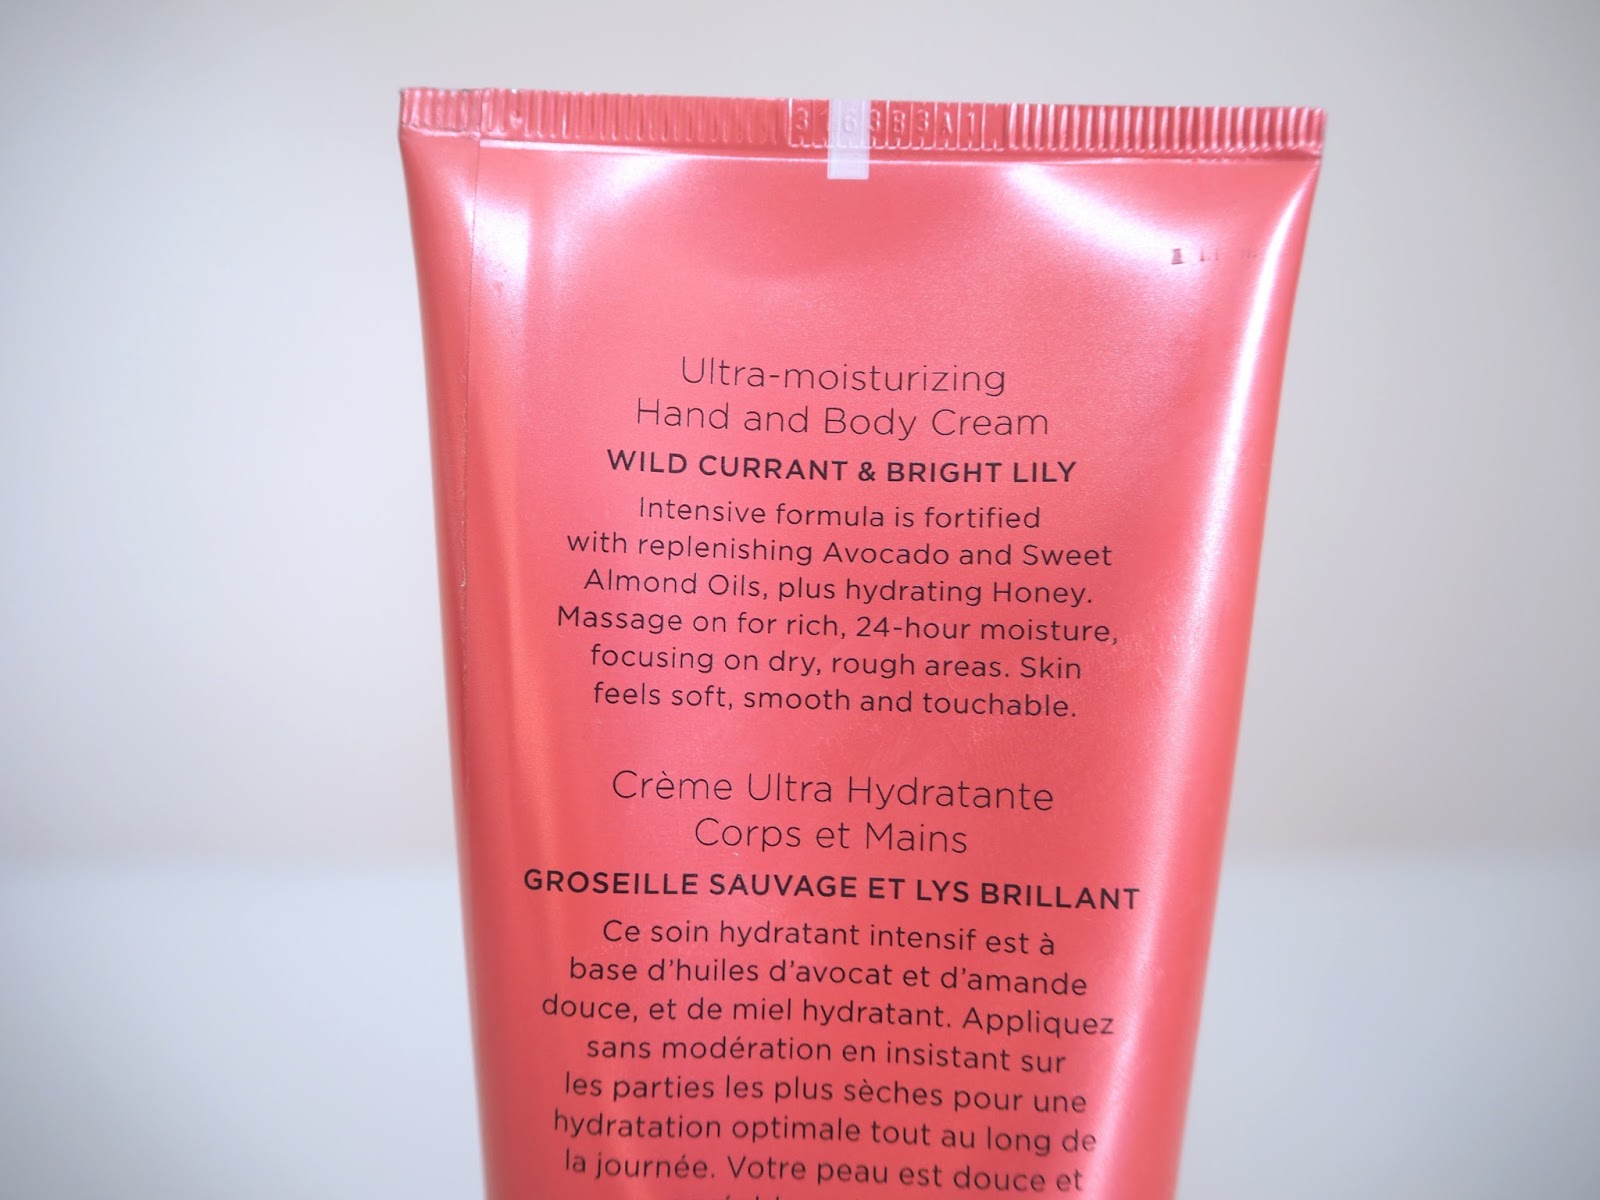 3163B3A1
Ultra-moisturizing
Hand and Body Cream
WILD CURRANT & BRIGHT LILY
Intensive formula is fortified
with replenishing Avocado and Sweet
Almond Oils, plus hydrating Honey.
Massage on for rich, 24-hour moisture,
focusing on dry, rough areas. Skin
feels soft, smooth and touchable.
Crème Ultra Hydratante
Corps et Mains
GROSEILLE SAUVAGE ET LYS BRILLANT
Ce soin hydratant intensif est à
base d'huiles d'avocat et d'amande
douce, et de miel hydratant. Appliquez
sans modération en insistant sur
les parties les plus sèches pour une
hydratation optimale tout au long de
la journée. Votre peau est douce et